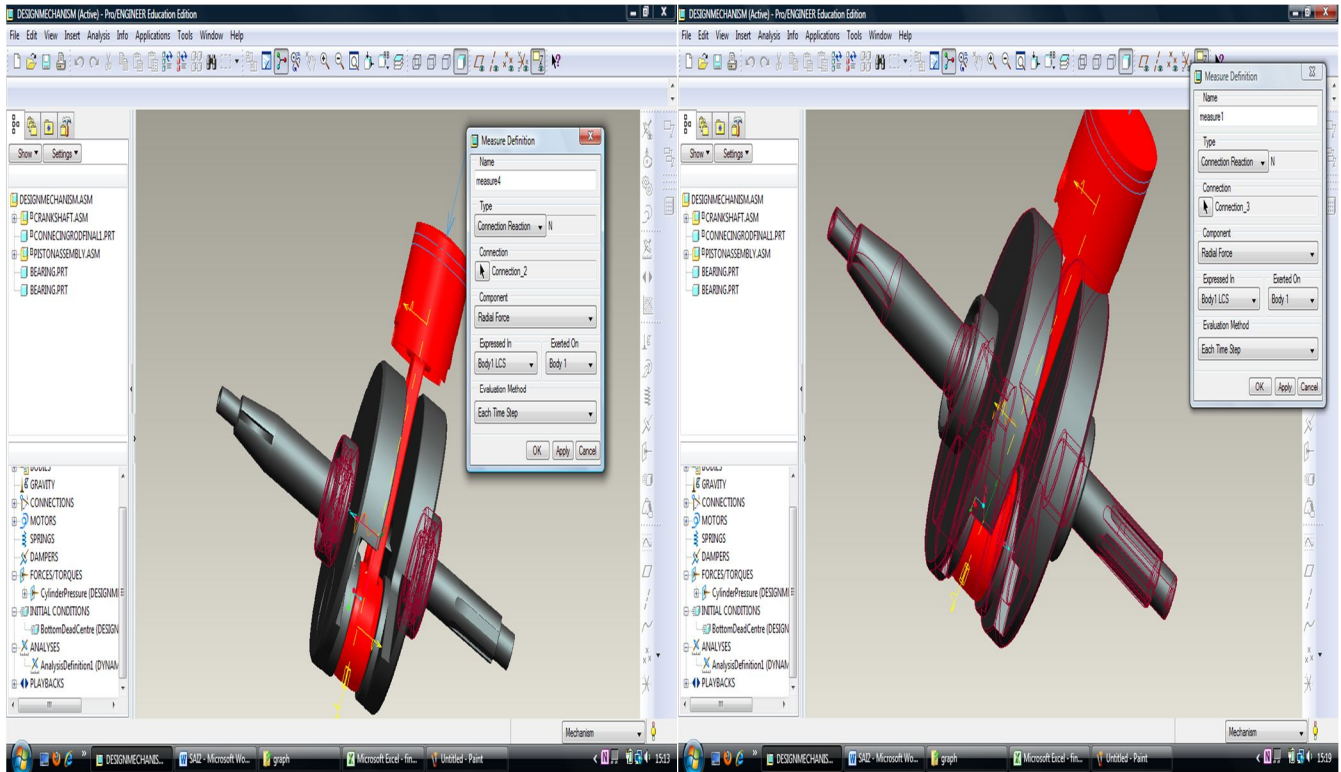 DESIGNMECHANISM (Active) - Pro/ENGINEER Education Edition
File Edit View Insert Analysis Info Applications Tools Window Help
Show Settings
DESIGNMECHANISM.ASM
CRANKSHAFT.ASM
CONNECINGRODFINAL1.PRT
PISTONASSEMBLY.ASM
BEARING.PRT
BEARING.PRT
BODIES
GRAVITY
CONNECTIONS
MOTORS
SPRINGS
DAMPERS
FORCES/TORQUES
CylinderPressure (DESIGNMI
INITIAL CONDITIONS
BottomDeadCentre (DESIGN
ANALYSES
AnalysisDefinition1 (DYNAM
PLAYBACKS
Measure Definition
Name
measure4
Type
Connection Reaction N
Connection
Connection_2
Component
Radial Force
Expressed In Exerted On
Body1 LCS Body 1
Evaluation Method
Each Time Step
OK Apply Cancel
Mechanism
DESIGNMECHANIS... SAIZ - Microsoft Wo... graph Microsoft Excel - fin... Untitled - Paint 15:13
DESIGNMECHANISM (Active) - Pro/ENGINEER Education Edition
File Edit View Insert Analysis Info Applications Tools Window Help
Show Settings
DESIGNMECHANISM.ASM
CRANKSHAFT.ASM
CONNECINGRODFINAL1.PRT
PISTONASSEMBLY.ASM
BEARING.PRT
BEARING.PRT
BODIES
GRAVITY
CONNECTIONS
MOTORS
SPRINGS
DAMPERS
FORCES/TORQUES
CylinderPressure (DESIGNMI
INITIAL CONDITIONS
BottomDeadCentre (DESIGN
ANALYSES
AnalysisDefinition1 (DYNAM
PLAYBACKS
Measure Definition
Name
measure1
Type
Connection Reaction N
Connection
Connection_3
Component
Radial Force
Expressed In Exerted On
Body1 LCS Body 1
Evaluation Method
Each Time Step
OK Apply Cancel
Mechanism
DESIGNMECHANIS... SAIZ - Microsoft Wo... graph Microsoft Excel - fin... Untitled - Paint 15:19